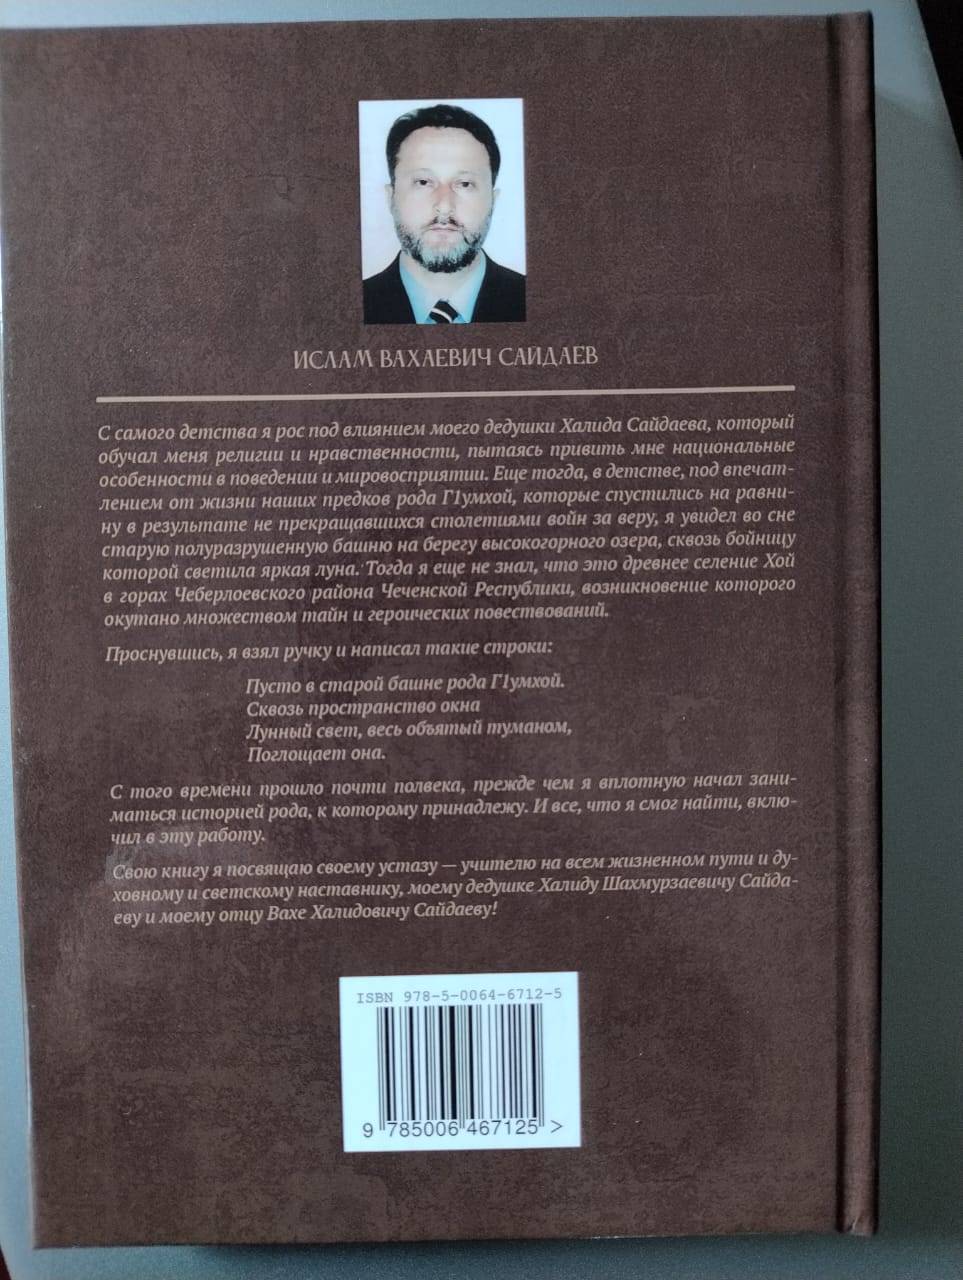 ИСЛАМ ВАХАЕВИЧ САЙДАЕВ
С самого детства я рос под влиянием моего дедушки Халида Сайдаева, который
обучал меня религии и нравственности, пытаясь привить мне национальные
особенности в поведении и мировосприятии. Еще тогда, в детстве, под впечат-
лением от жизни наших предков рода Г1умхой, которые спустились на равни-
ну в результате не прекращавшихся столетиями войн за веру, я увидел во сне
старую полуразрушенную башню на берегу высокогорного озера, сквозь бойницу
которой светила яркая луна. Тогда я еще не знал, что это древнее селение Хой
в горах Чеберлоевского района Чеченской Республики, возникновение которого
окутано множеством тайн и героических повествований.
Проснувшись, я взял ручку и написал такие строки:
Пусто в старой башне рода Г1умхой.
Сквозь пространство окна
Лунный свет, весь объятый туманом,
Поглощает она.
С того времени прошло почти полвека, прежде чем я вплотную начал зани-
маться историей рода, к которому принадлежу. И все, что я смог найти, вклю-
чил в эту работу.
Свою книгу я посвящаю своему устазу — учителю на всем жизненном пути и ду-
ховному и светскому наставнику, моему дедушке Халиду Шахмурзаевичу Сайда-
еву и моему отцу Вахе Халидовичу Сайдаеву!
ISBN 978-5-0064-6712-5
9 785006 467125 >